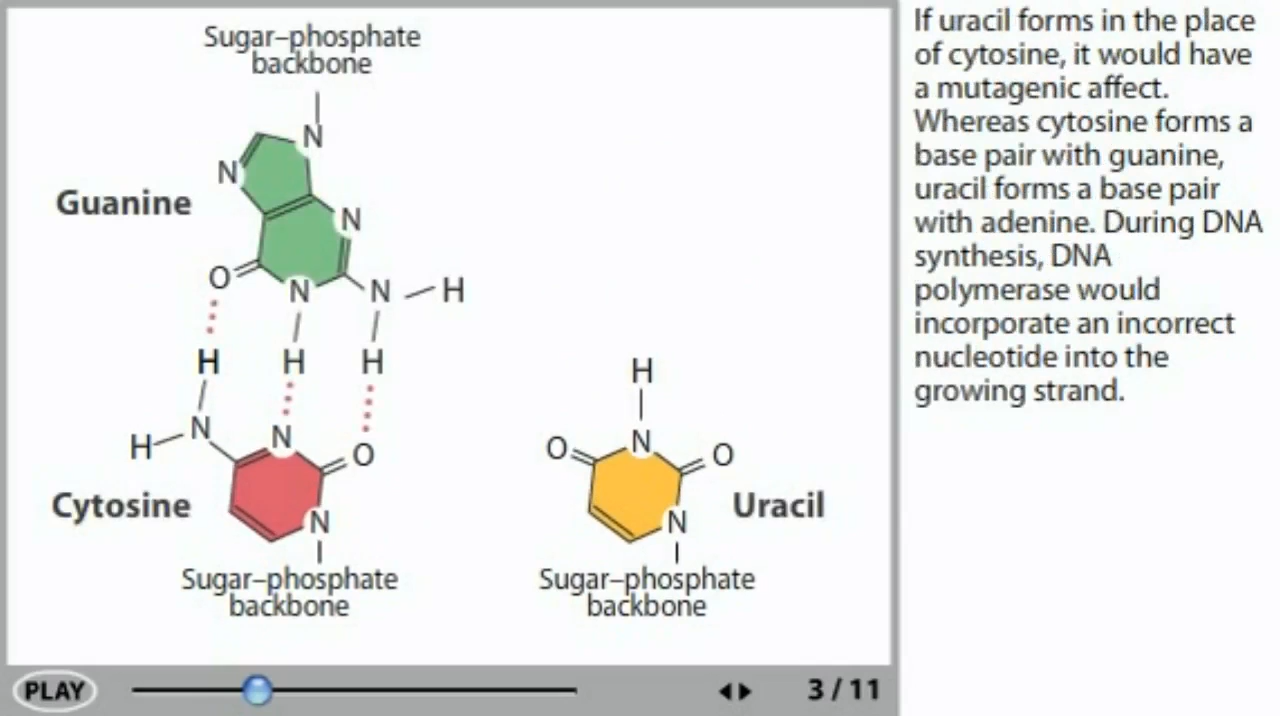 Sugar–phosphate
backbone
N
N
Guanine
N
O
N
N
H
H
H
H
H
N
N
O
Cytosine
N
Sugar–phosphate
backbone
H
O
N
O
Uracil
N
Sugar–phosphate
backbone
PLAY
3 / 11
If uracil forms in the place
of cytosine, it would have
a mutagenic affect.
Whereas cytosine forms a
base pair with guanine,
uracil forms a base pair
with adenine. During DNA
synthesis, DNA
polymerase would
incorporate an incorrect
nucleotide into the
growing strand.